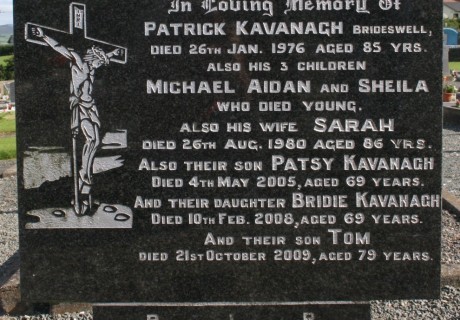 In Loving Memory Of
PATRICK KAVANAGH BRIDESWELL,
DIED 26TH JAN. 1976 AGED 85 YRS.
ALSO HIS 3 CHILDREN
MICHAEL AIDAN AND SHEILA
WHO DIED YOUNG.
ALSO HIS WIFE SARAH
DIED 26TH AUG. 1980 AGED 86 YRS.
ALSO THEIR SON PATSY KAVANAGH
DIED 4TH MAY 2005, AGED 69 YEARS.
AND THEIR DAUGHTER BRIDIE KAVANAGH
DIED 10TH FEB. 2008, AGED 69 YEARS.
AND THEIR SON TOM
DIED 21ST OCTOBER 2009, AGED 79 YEARS.